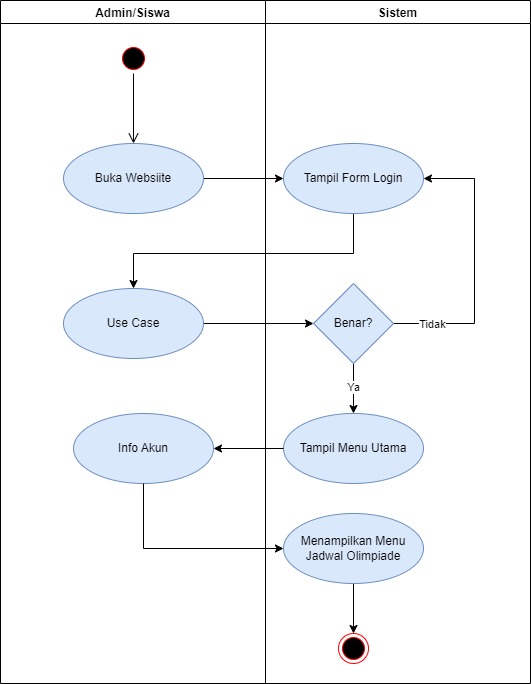 Admin/Siswa
Sistem
Buka Websiite
Tampil Form Login
Use Case
Benar?
Tidak
Ya
Info Akun
Tampil Menu Utama
Menampilkan Menu
Jadwal Olimpiade